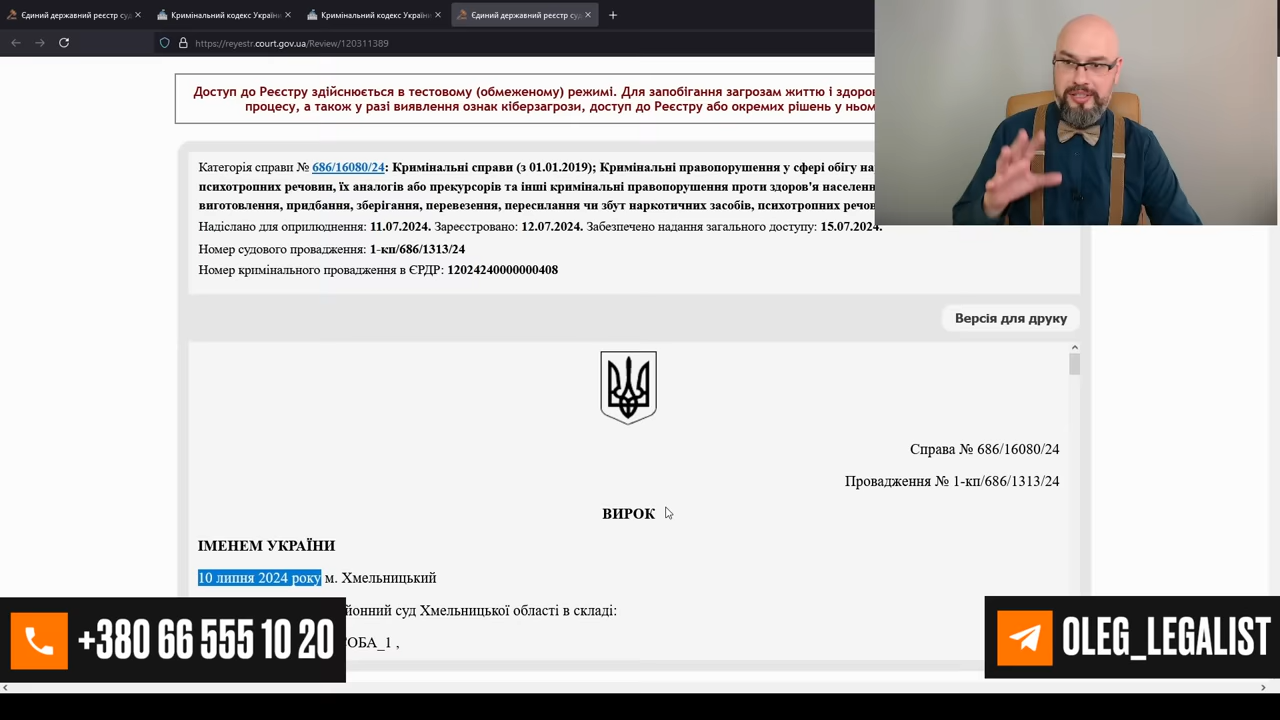 Єдиний державний реєстр суд
Кримінальний кодекс України
Кримінальний кодекс України
Єдиний державний реєстр суд
https://reyestr.court.gov.ua/Review/120311389
Доступ до Реєстру здійснюється в тестовому (обмеженому) режимі. Для запобігання загрозам життю і здоров
процесу, а також у разі виявлення ознак кіберзагрози, доступ до Реєстру або окремих рішень у ньом
Категорія справи № 686/16080/24: Кримінальні справи (з 01.01.2019); Кримінальні правопорушення у сфері обігу на
психотропних речовин, їх аналогів або прекурсорів та інші кримінальні правопорушення проти здоров'я населен
виготовлення, придбання, зберігання, перевезення, пересилання чи збут наркотичних засобів, психотропних речов
Надіслано для оприлюднення: 11.07.2024. Зареєстровано: 12.07.2024. Забезпечено надання загального доступу: 15.07.2024.
Номер судового провадження: 1-кп/686/1313/24
Номер кримінального провадження в ЄРДР: 12024240000000408
Версія для друку
Справа № 686/16080/24
Провадження № 1-кп/686/1313/24
ВИРОК
ІМЕНЕМ УКРАЇНИ
10 липня 2024 року м. Хмельницький
йонний суд Хмельницької області в складі:
ОБА_1 ,
+380 66 555 10 20
OLEG_LEGALIST